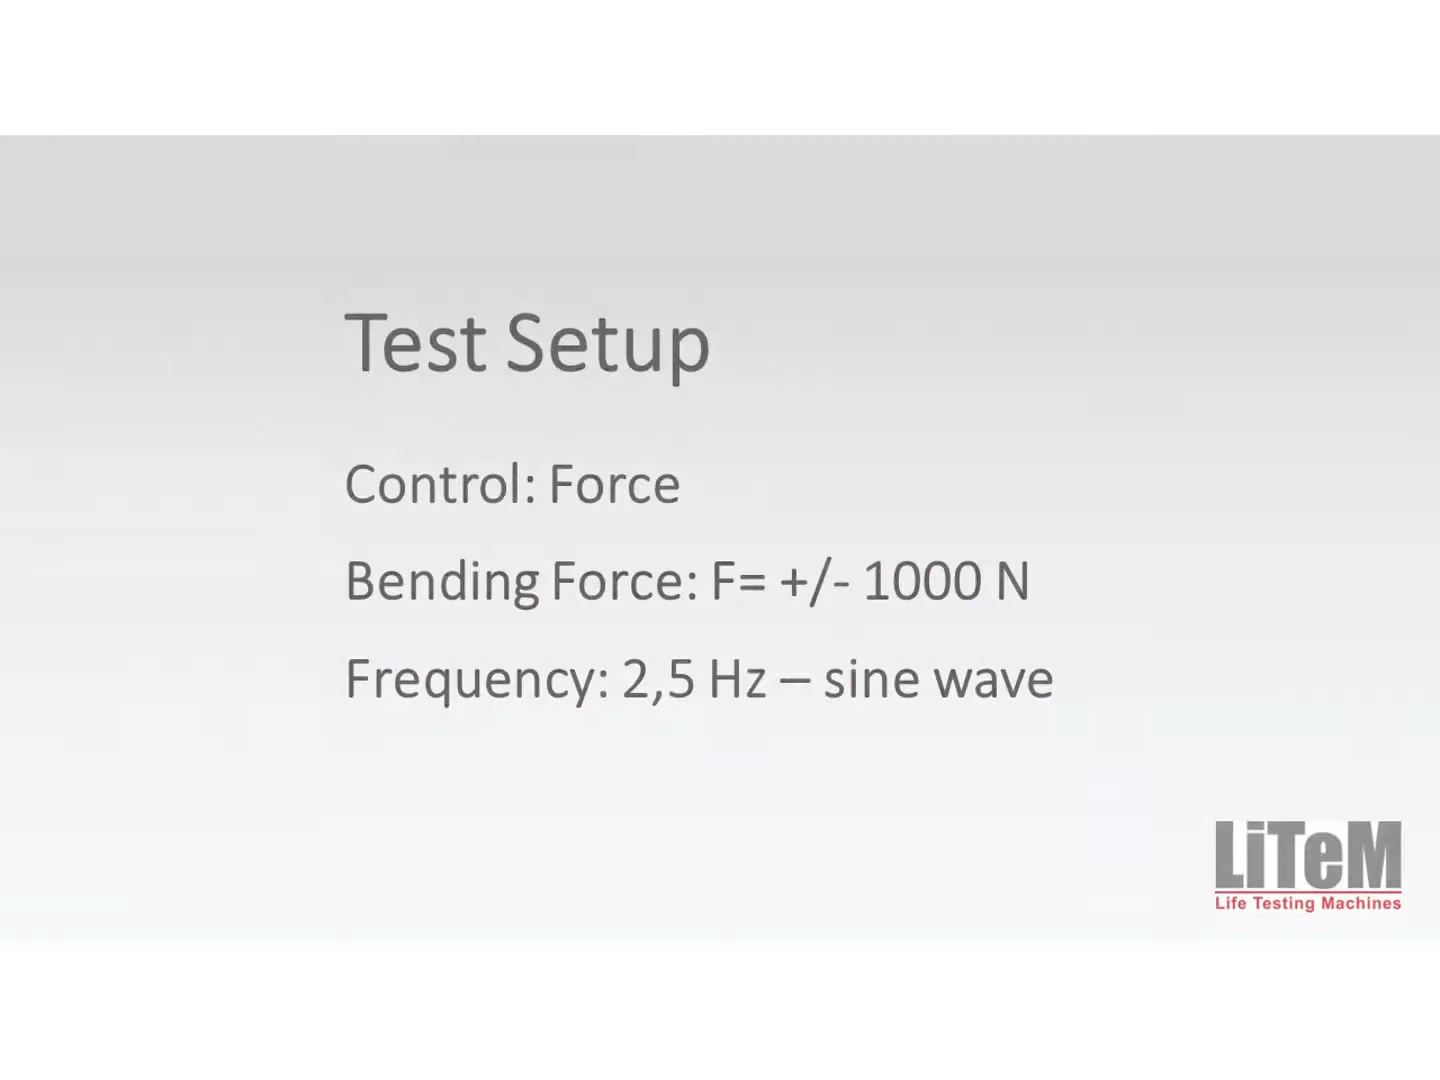 Test Setup
Control: Force
Bending Force: F= +/- 1000 N
Frequency: 2,5 Hz – sine wave
LiTeM
Life Testing Machines